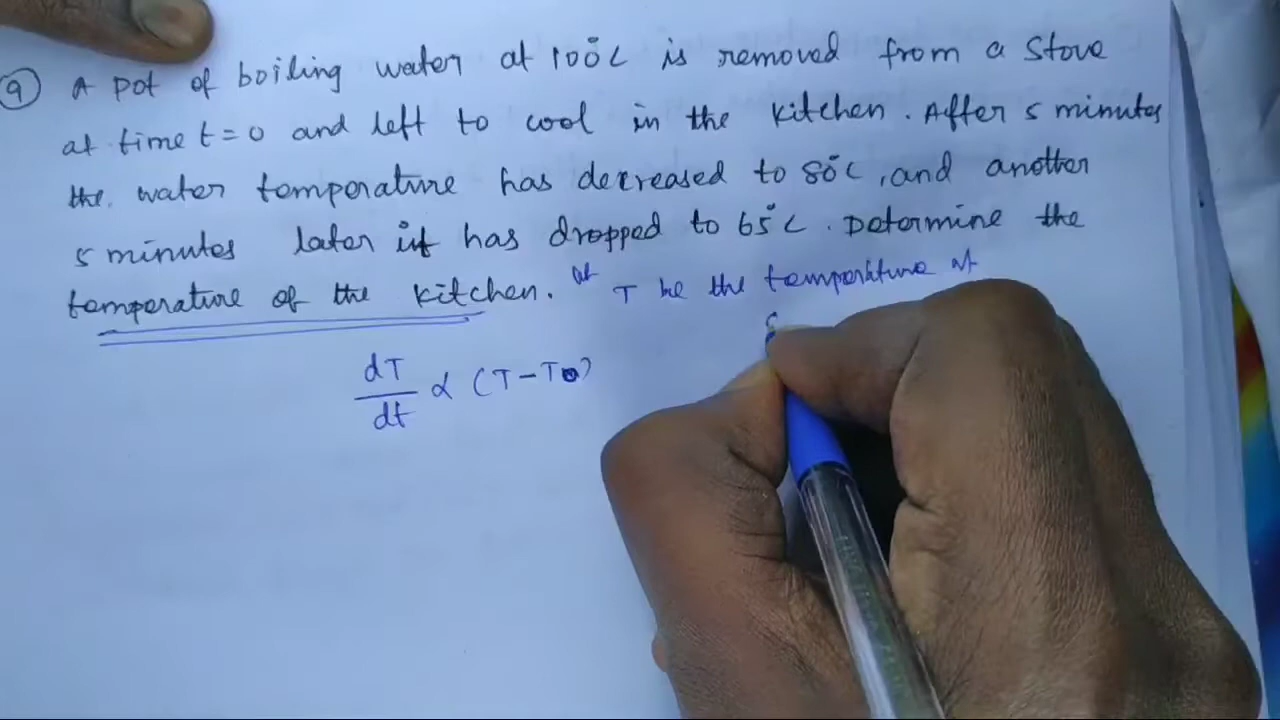 9 A pot of boiling water at 100°C is removed from a stove
at time t=0 and left to cool in the kitchen. After 5 minutes
the water temperature has decreased to 80°C, and another
5 minutes later it has dropped to 65°C. Determine the
temperature of the kitchen.
T be the temperature of
dT/dt ∝ (T-T0)